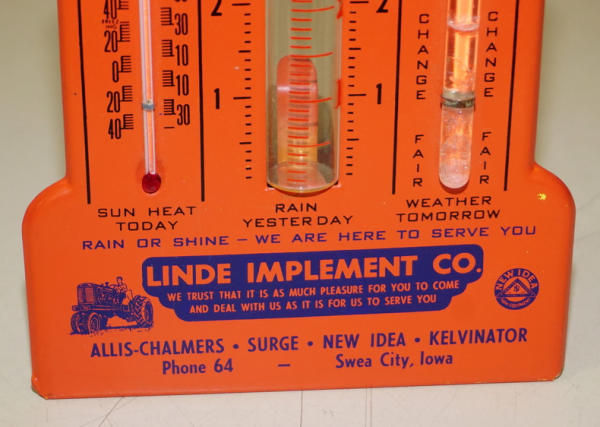 40
30
20
0
20
40
50
30
10
10
30
2
1
2
1
CHANGE
CHANGE
FAIR
FAIR
SUN HEAT
TODAY
RAIN
YESTERDAY
WEATHER
TOMORROW
RAIN OR SHINE – WE ARE HERE TO SERVE YOU
LINDE IMPLEMENT CO.
WE TRUST THAT IT IS AS MUCH PLEASURE FOR YOU TO COME
AND DEAL WITH US AS IT IS FOR US TO SERVE YOU
NEW IDEA
ALLIS-CHALMERS • SURGE • NEW IDEA • KELVINATOR
Phone 64 – Swea City, Iowa